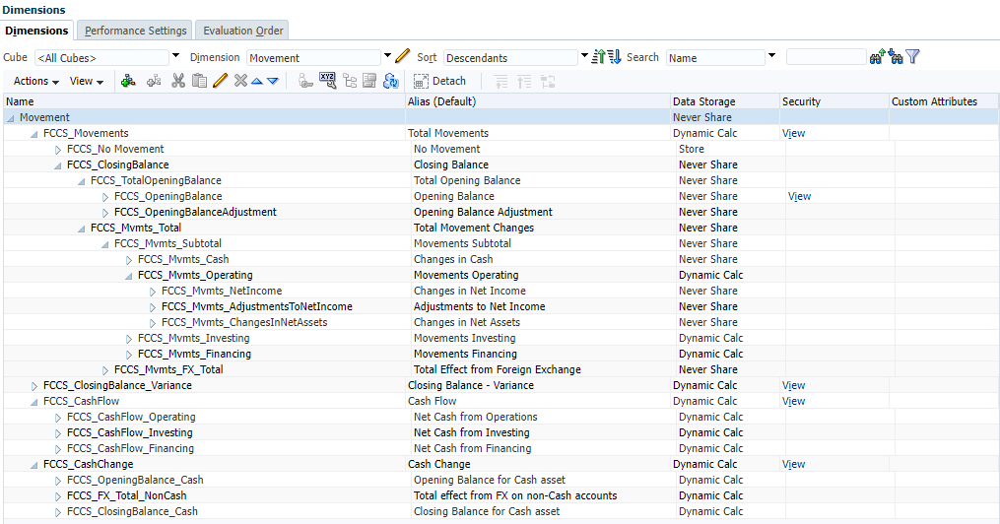 Dimensions
Dimensions Performance Settings Evaluation Order
Cube <All Cubes> Dimension Movement Sort Descendants Search Name
Actions View XYZ Detach
Name Alias (Default) Data Storage Security Custom Attributes
Movement Never Share
FCCS_Movements Total Movements Dynamic Calc View
FCCS_No Movement No Movement Store
FCCS_ClosingBalance Closing Balance Never Share
FCCS_TotalOpeningBalance Total Opening Balance Never Share
FCCS_OpeningBalance Opening Balance Never Share View
FCCS_OpeningBalanceAdjustment Opening Balance Adjustment Never Share
FCCS_Mvmts_Total Total Movement Changes Never Share
FCCS_Mvmts_Subtotal Movements Subtotal Never Share
FCCS_Mvmts_Cash Changes in Cash Never Share
FCCS_Mvmts_Operating Movements Operating Dynamic Calc
FCCS_Mvmts_NetIncome Changes in Net Income Never Share
FCCS_Mvmts_AdjustmentsToNetIncome Adjustments to Net Income Never Share
FCCS_Mvmts_ChangesInNetAssets Changes in Net Assets Never Share
FCCS_Mvmts_Investing Movements Investing Dynamic Calc
FCCS_Mvmts_Financing Movements Financing Dynamic Calc
FCCS_Mvmts_FX_Total Total Effect from Foreign Exchange Never Share
FCCS_ClosingBalance_Variance Closing Balance - Variance Dynamic Calc View
FCCS_CashFlow Cash Flow Dynamic Calc View
FCCS_CashFlow_Operating Net Cash from Operations Dynamic Calc
FCCS_CashFlow_Investing Net Cash from Investing Dynamic Calc
FCCS_CashFlow_Financing Net Cash from Financing Dynamic Calc
FCCS_CashChange Cash Change Dynamic Calc View
FCCS_OpeningBalance_Cash Opening Balance for Cash asset Dynamic Calc
FCCS_FX_Total_NonCash Total effect from FX on non-Cash accounts Dynamic Calc
FCCS_ClosingBalance_Cash Closing Balance for Cash asset Dynamic Calc